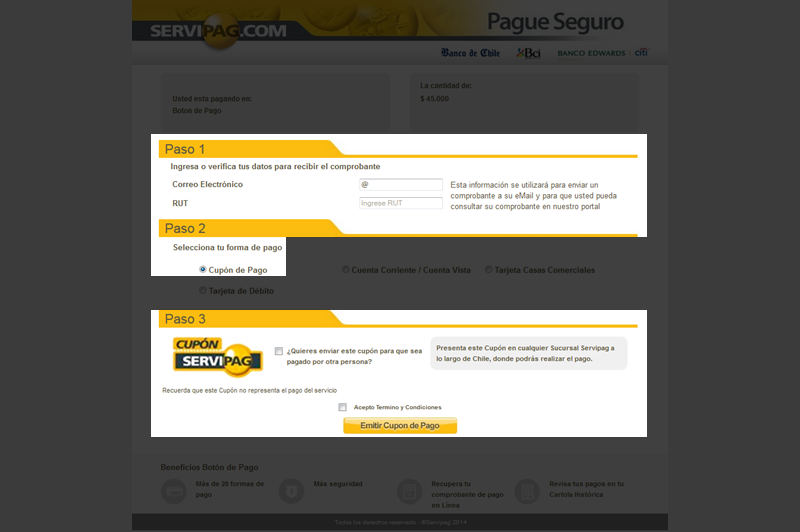 SERVIPAG.COM
Pague Seguro
Banco de Chile
Bci
BANCO EDWARDS | citi
Usted esta pagando en:
Boton de Pago
La cantidad de:
$ 45,000
Paso 1
Ingresa o verifica tus datos para recibir el comprobante
Correo Electrónico
@
RUT
Ingrese RUT
Esta información se utilizará para enviar un
comprobante a su eMail y para que usted pueda
consultar su comprobante en nuestro portal
Paso 2
Selecciona tu forma de pago
Cupón de Pago
Cuenta Corriente / Cuenta Vista
Tarjeta Casas Comerciales
Tarjeta de Débito
Paso 3
CUPÓN
SERVIPAG
¿Quieres enviar este cupón para que sea
pagado por otra persona?
Presenta este Cupón en cualquier Sucursal Servipag a
lo largo de Chile, donde podrás realizar el pago.
Recuerda que este Cupón no representa el pago del servicio
Acepto Termino y Condiciones
Emitir Cupon de Pago
Beneficios Botón de Pago
Más de 20 formas de
pago
Más seguridad
Recupera tu
comprobante de pago
en Línea
Revisa tus pagos en tu
Cartola Histórica
Todos los derechos reservado - ®Servipag 2014